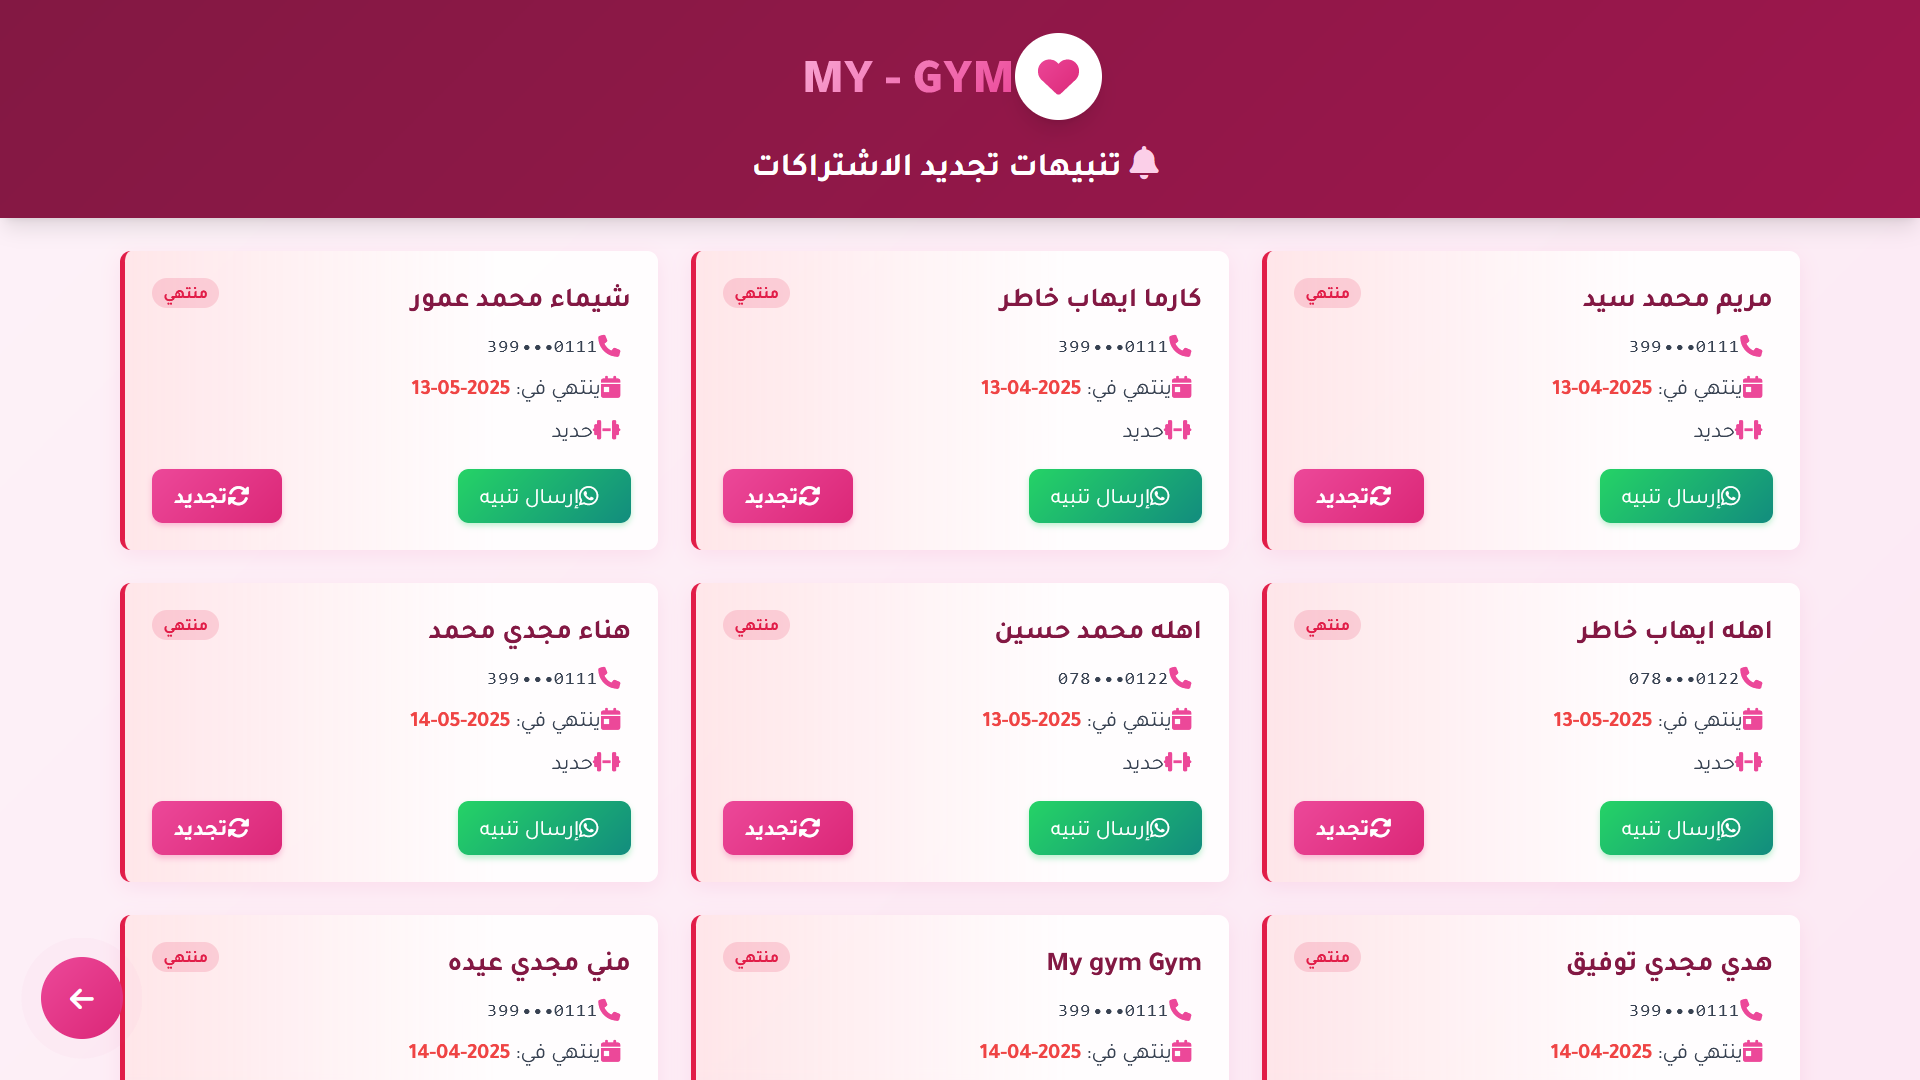 MY - GYM
تنبيهات تجديد الاشتراكات
مريم محمد سيد
منتهي
399•••0111
ينتهي في: 2025-04-13
حديد
إرسال تنبيه
تجديد
كارما ايهاب خاطر
منتهي
399•••0111
ينتهي في: 2025-04-13
حديد
إرسال تنبيه
تجديد
شيماء محمد عمور
منتهي
399•••0111
ينتهي في: 2025-05-13
حديد
إرسال تنبيه
تجديد
اهله ايهاب خاطر
منتهي
078•••0122
ينتهي في: 2025-05-13
حديد
إرسال تنبيه
تجديد
اهله محمد حسين
منتهي
078•••0122
ينتهي في: 2025-05-13
حديد
إرسال تنبيه
تجديد
هناء مجدي محمد
منتهي
399•••0111
ينتهي في: 2025-05-14
حديد
إرسال تنبيه
تجديد
هدي مجدي توفيق
منتهي
399•••0111
ينتهي في: 2025-04-14
My gym Gym
منتهي
399•••0111
ينتهي في: 2025-04-14
مني مجدي عيده
منتهي
399•••0111
ينتهي في: 2025-04-14